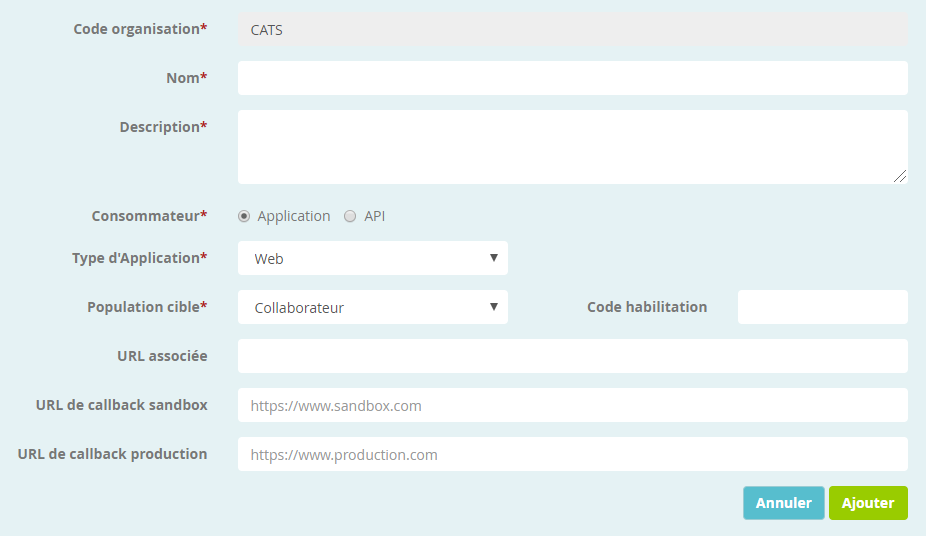 Code organisation* CATS
Nom*
Description*
Consommateur* Application API
Type d'Application* Web
Population cible* Collaborateur Code habilitation
URL associée
URL de callback sandbox https://www.sandbox.com
URL de callback production https://www.production.com
Annuler Ajouter